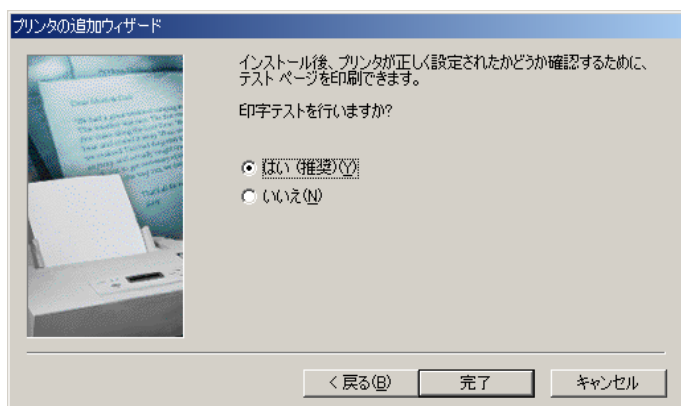 プリンタの追加ウィザード
インストール後、プリンタが正しく設定されたかどうか確認するために、
テスト ページを印刷できます。
印字テストを行いますか?
はい (推奨)(Y)
いいえ(N)
< 戻る(B)
完了
キャンセル